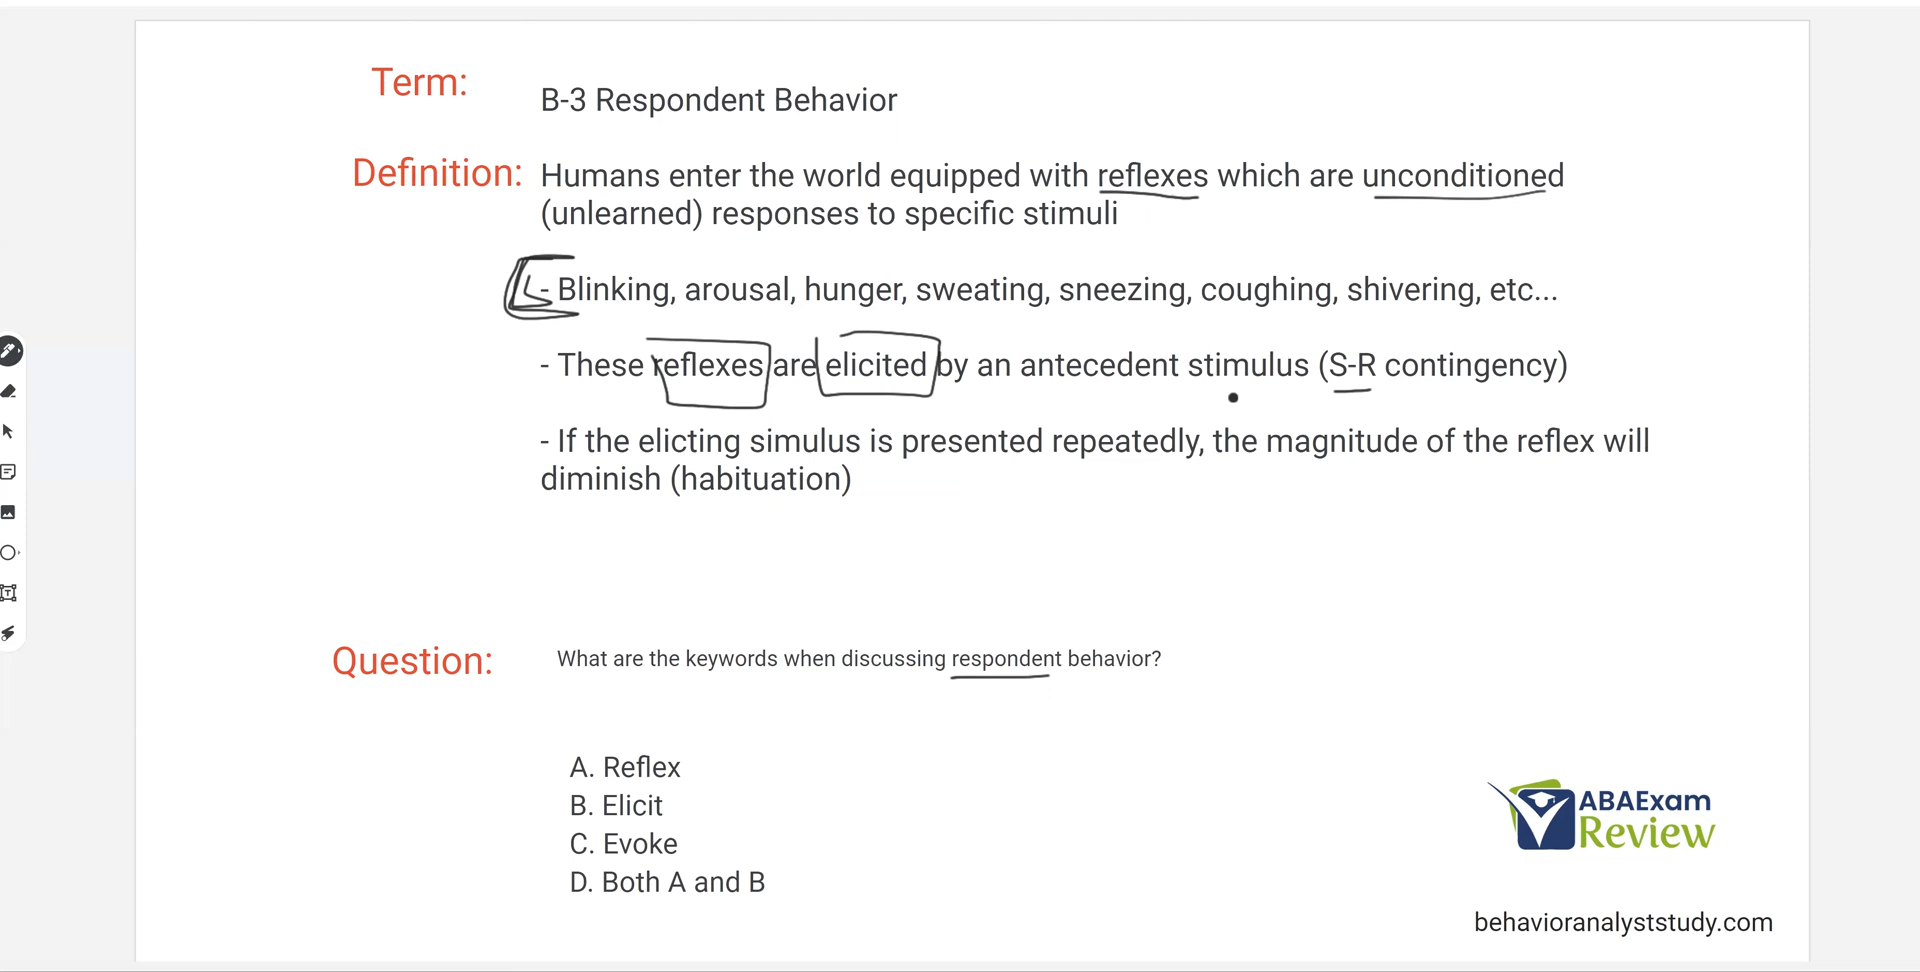 Term:
B-3 Respondent Behavior
Definition:
Humans enter the world equipped with reflexes which are unconditioned
(unlearned) responses to specific stimuli
- Blinking, arousal, hunger, sweating, sneezing, coughing, shivering, etc...
- These reflexes are elicited by an antecedent stimulus (S-R contingency)
- If the elicting simulus is presented repeatedly, the magnitude of the reflex will
diminish (habituation)
Question:
What are the keywords when discussing respondent behavior?
A. Reflex
B. Elicit
C. Evoke
D. Both A and B
ABAExam
Review
behavioranalyststudy.com